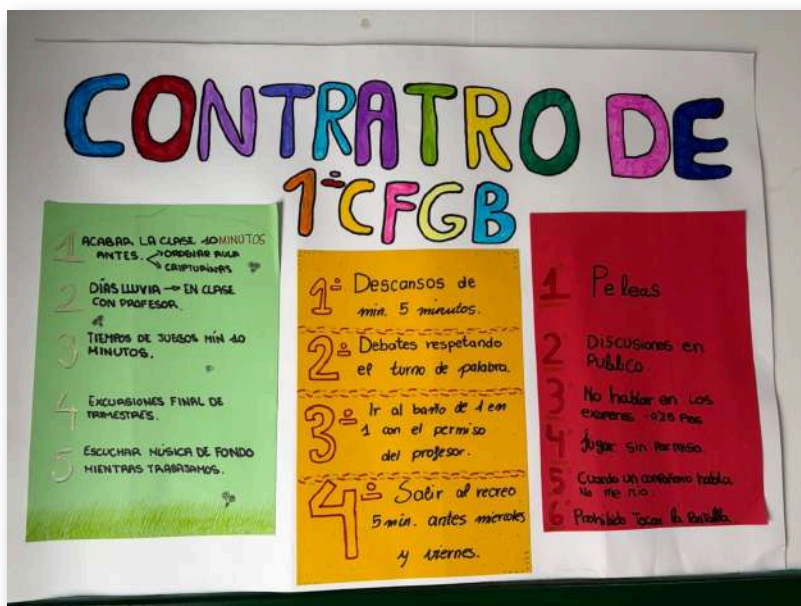 CONTRATRO DE
1º CFGB
1 ACABAR LA CLASE 10 MINUTOS
ANTES. → ORDENAR AULA
→ CRIPTURINAS
2 DÍAS LLUVIA → EN CLASE
CON PROFESOR.
3 TIEMPOS DE JUEGOS MÍN 10
MINUTOS.
4 EXCURSIONES FINAL DE
TRIMESTRES.
5 ESCUCHAR MÚSICA DE FONDO
MIENTRAS TRABAJAMOS.
1º Descansos de
min. 5 minutos.
2º Debates respetando
el turno de palabra.
3º Ir al baño de 1 en
1 con el permiso
del profesor.
4º Salir al recreo
5 min. antes miercoles
y viernes.
1 Peleas
2 Discusiones en
Publico.
3 No hablar en los
examenes -0'25 Pos
4 Jugar sin permiso.
5 Cuando un compañero habla
No me rio.
6 Prohibido Tocar la Pantalla